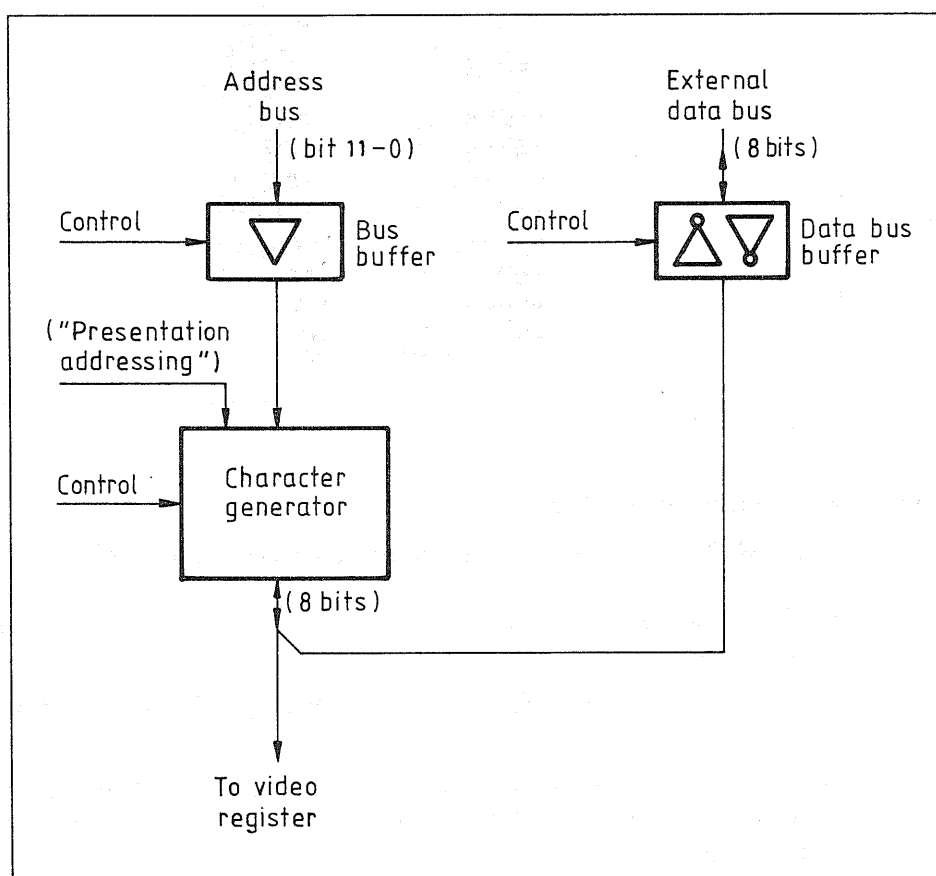 Address
bus
(bit 11-0)
External
data bus
(8 bits)
Control
Bus
buffer
Control
Data bus
buffer
("Presentation
addressing")
Control
Character
generator
(8 bits)
To video
register